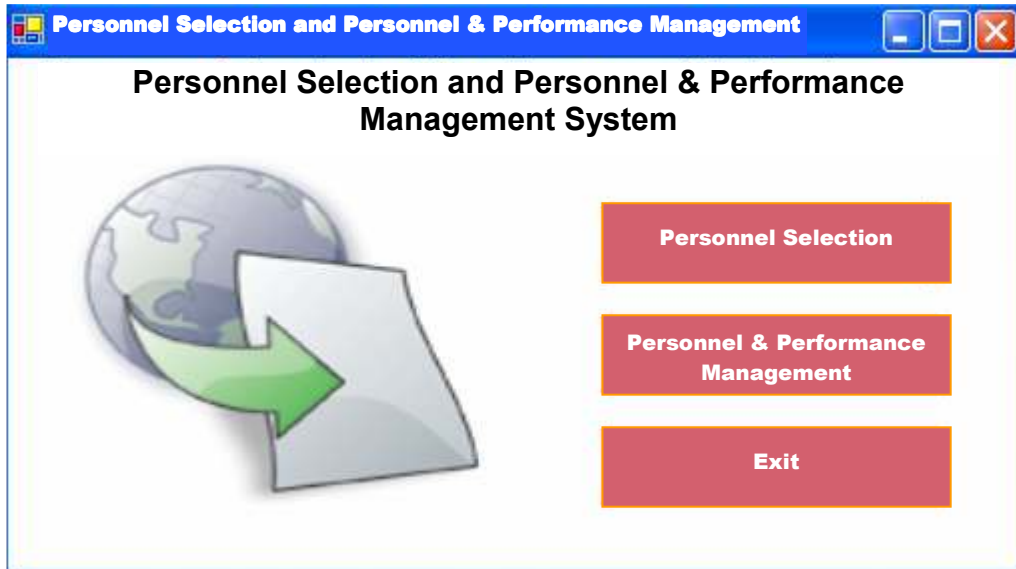 Personnel Selection and Personnel & Performance Management
Personnel Selection and Personnel & Performance
Management System
Personnel Selection
Personnel & Performance
Management
Exit